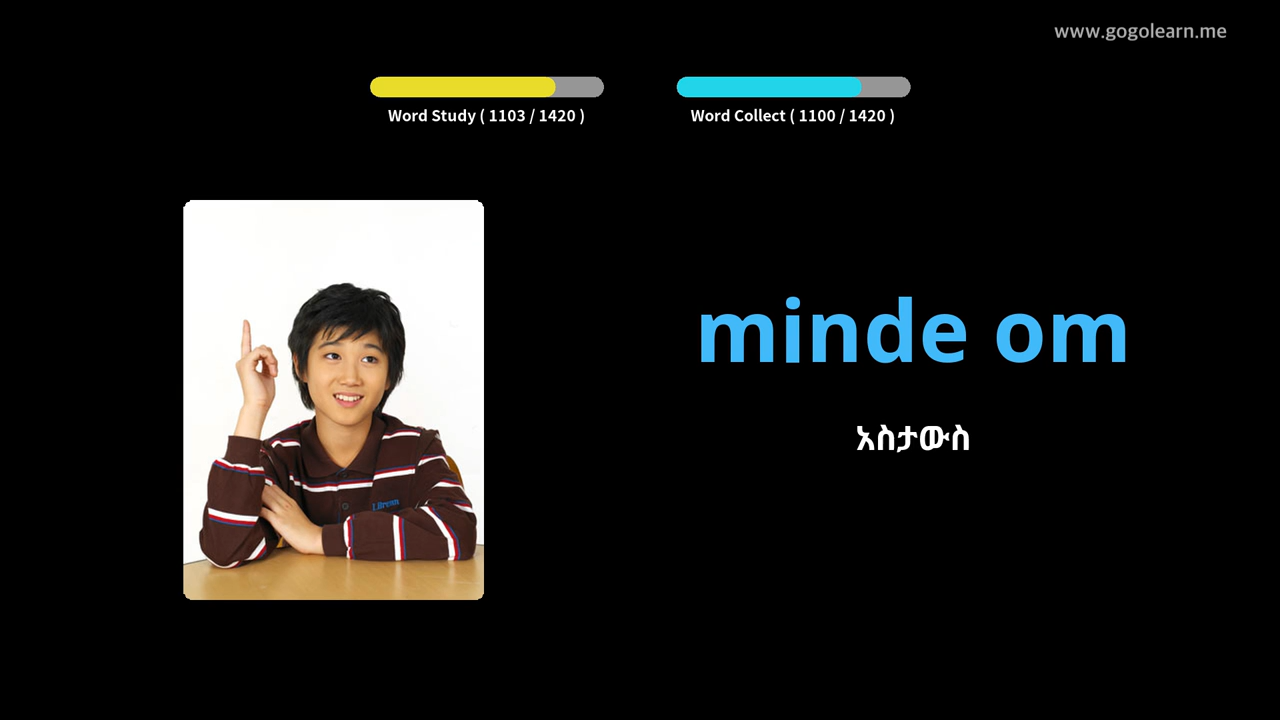 www.gogolearn.me
Word Study ( 1103 / 1420 )
Word Collect ( 1100 / 1420 )
minde om
አስታውስ